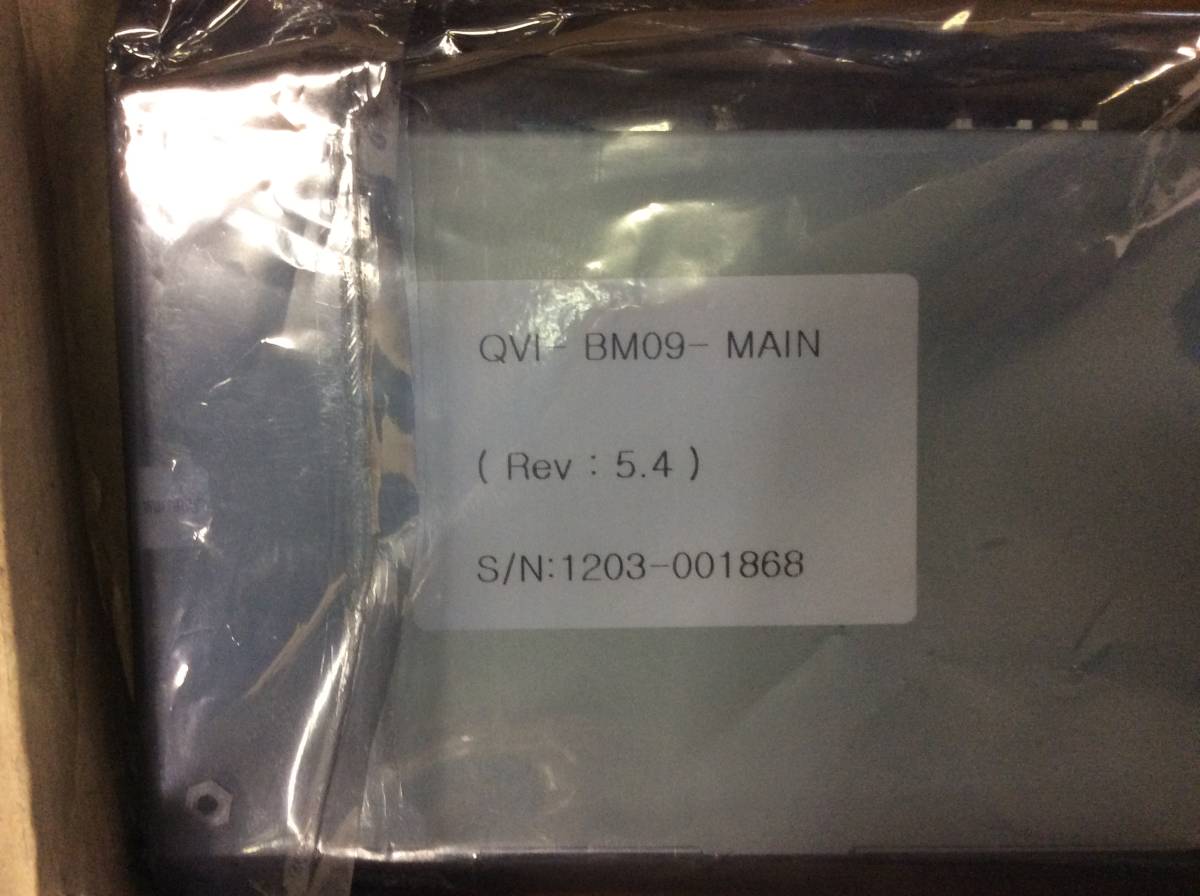 QVI- BM09- MAIN
( Rev : 5.4 )
S/N:1203-001868